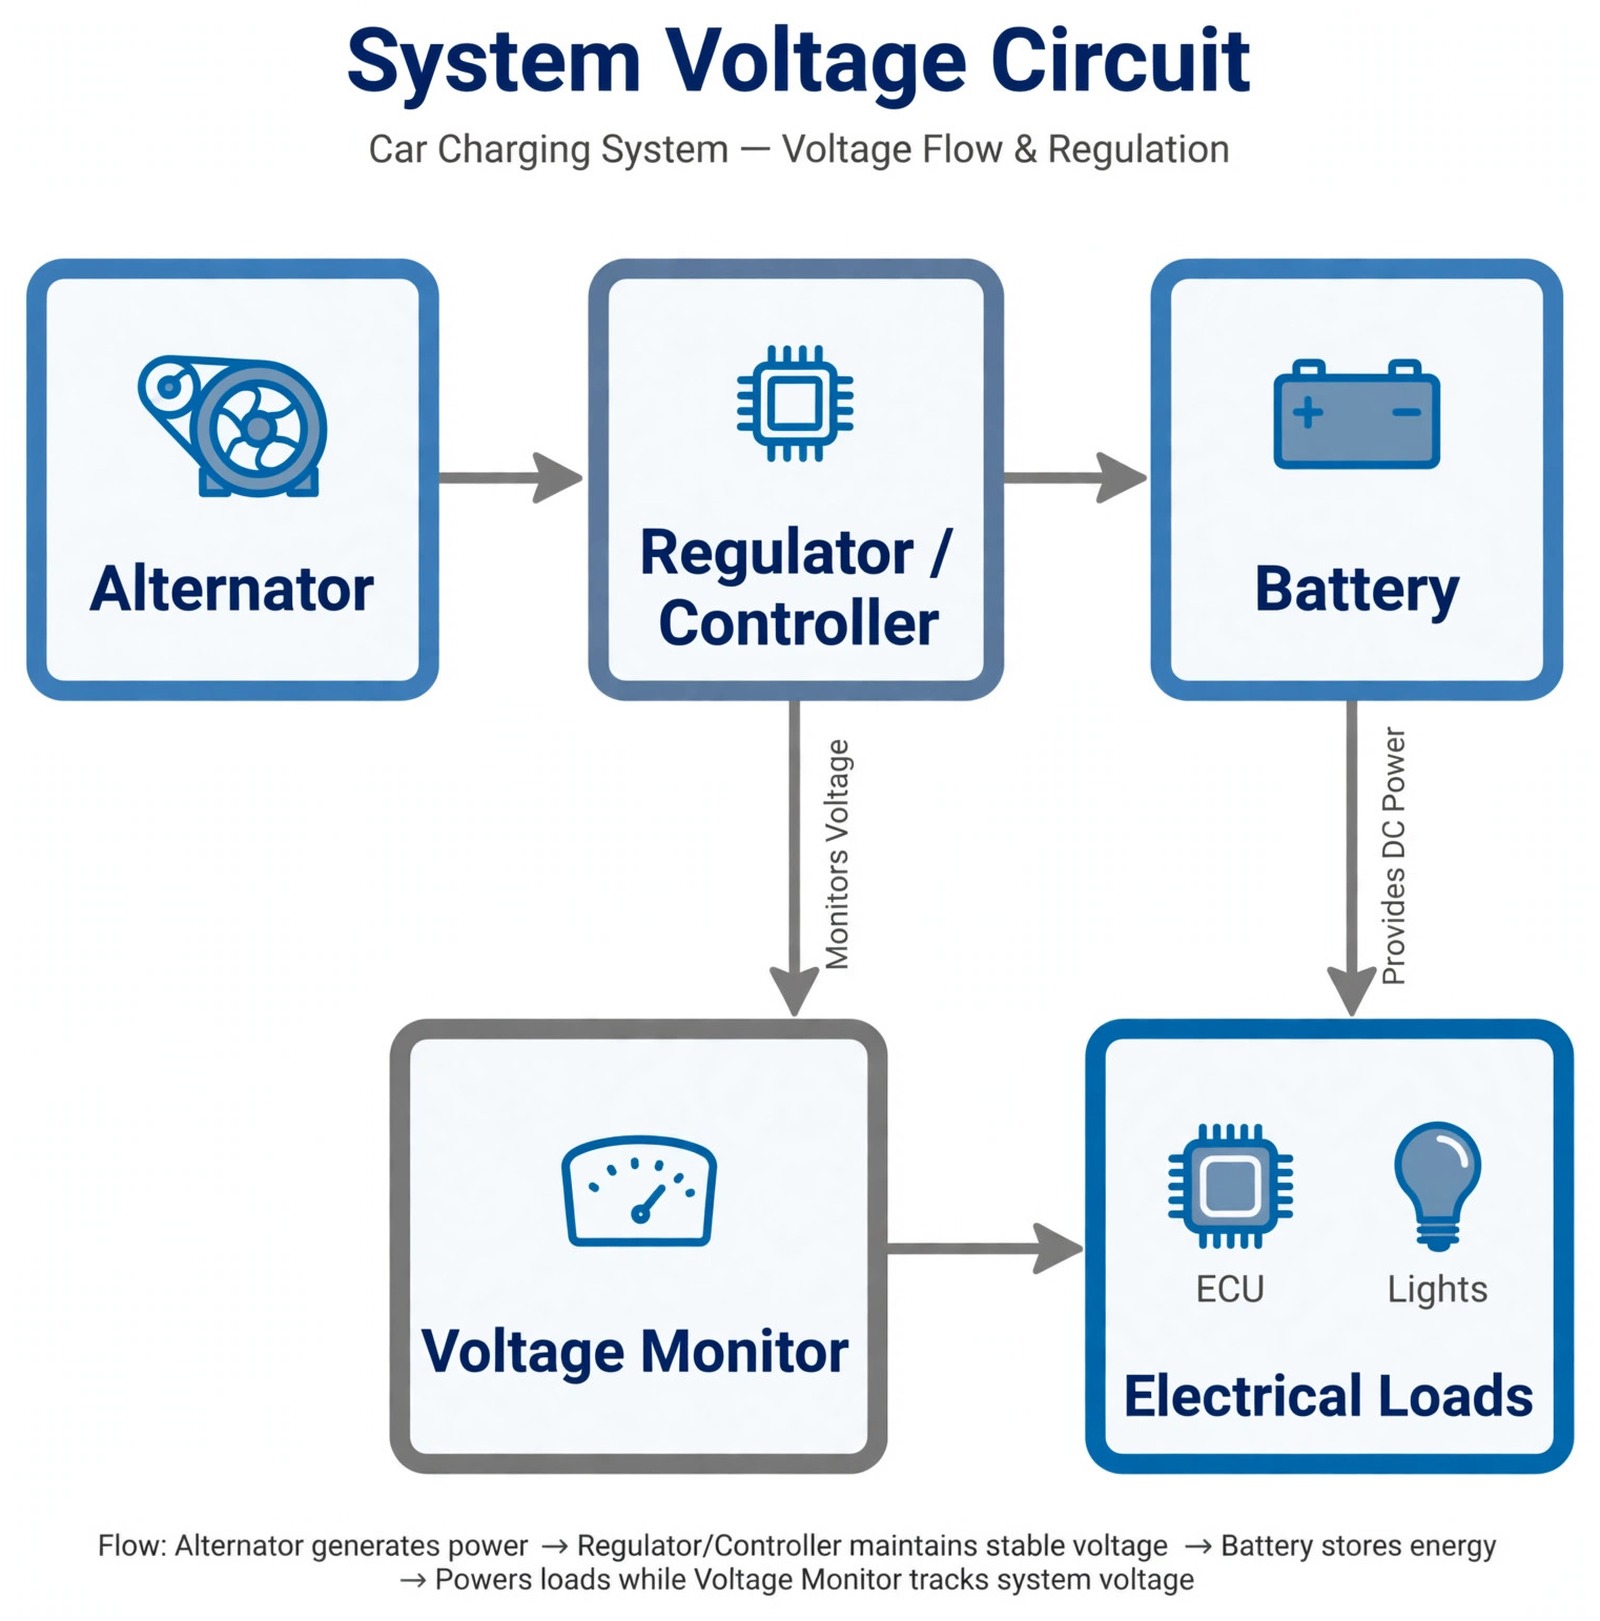 System Voltage Circuit
Car Charging System — Voltage Flow & Regulation
Alternator
Regulator /
Controller
Battery
Monitors Voltage
Provides DC Power
Voltage Monitor
ECU
Lights
Electrical Loads
Flow: Alternator generates power → Regulator/Controller maintains stable voltage → Battery stores energy
→ Powers loads while Voltage Monitor tracks system voltage